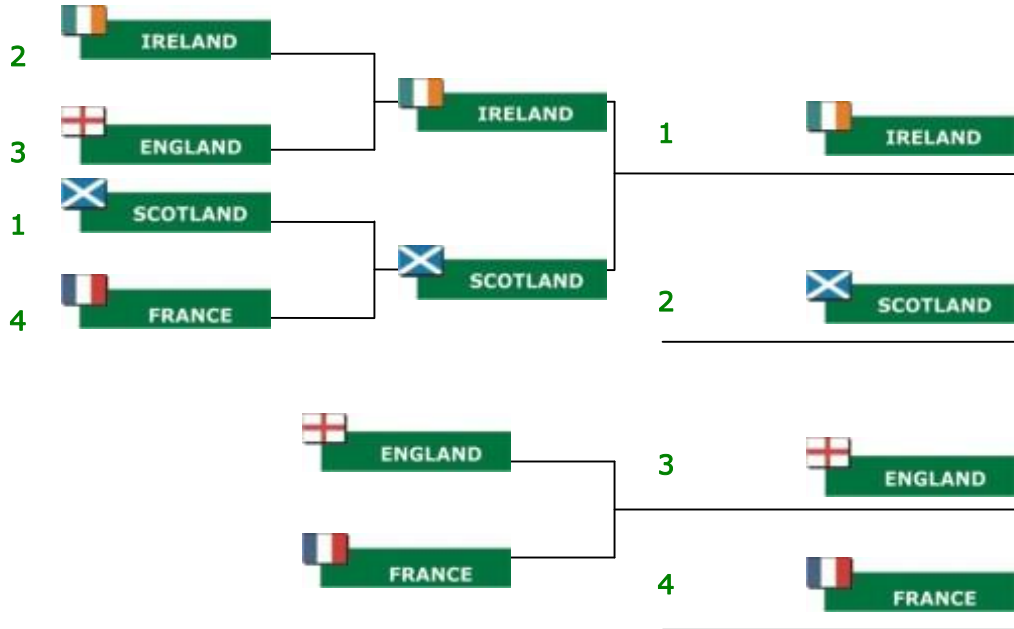 2 IRELAND
3 ENGLAND
1 SCOTLAND
4 FRANCE
IRELAND
SCOTLAND
1 IRELAND
2 SCOTLAND
ENGLAND
FRANCE
3 ENGLAND
4 FRANCE